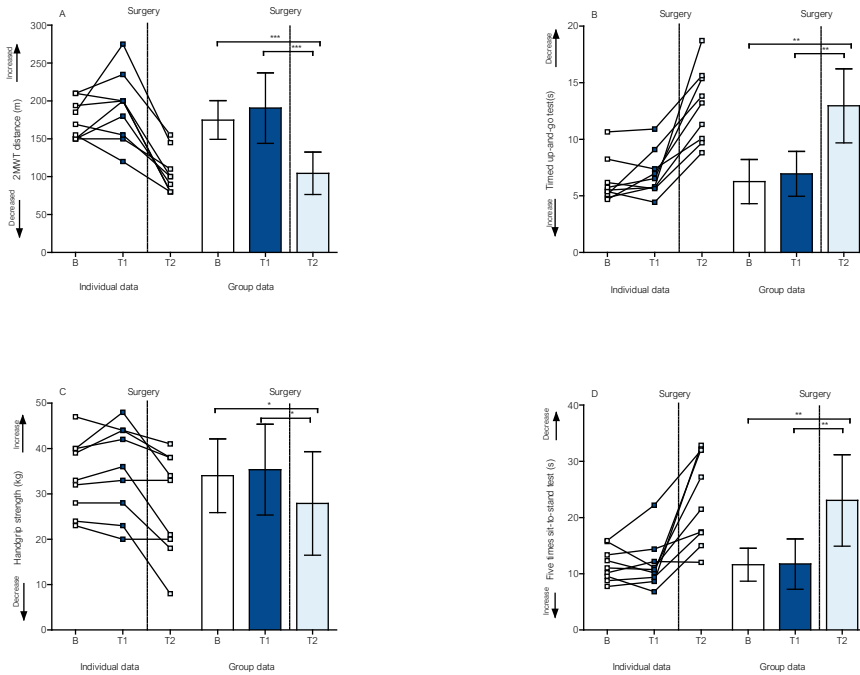 A
Surgery
Surgery
2MWT distance (m)
Increased
Decreased
300
250
200
150
100
50
0
***
***
B
T1
T2
B
T1
T2
Individual data
Group data
B
Surgery
Surgery
Timed up-and-go test(s)
Decrease
Increase
20
15
10
5
0
**
**
B
T1
T2
B
T1
T2
Individual data
Group data
C
Surgery
Surgery
Handgrip strength (kg)
Increase
Decrease
50
40
30
20
10
0
*
*
B
T1
T2
B
T1
T2
Individual data
Group data
D
Surgery
Surgery
Five times sit-to-stand test (s)
Decrease
Increase
40
30
20
10
0
**
**
B
T1
T2
B
T1
T2
Individual data
Group data